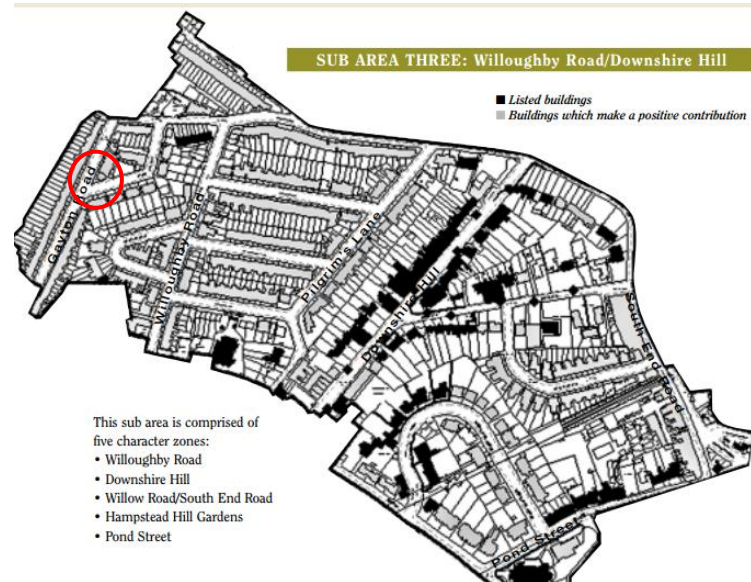 SUB AREA THREE: Willoughby Road/Downshire Hill
Listed buildings
Buildings which make a positive contribution
Gayton Road
Willoughby Road
Pilgrim's Lane
Downshire Hill
South End Road
Pond Street
This sub area is comprised of
five character zones:
• Willoughby Road
• Downshire Hill
• Willow Road/South End Road
• Hampstead Hill Gardens
• Pond Street